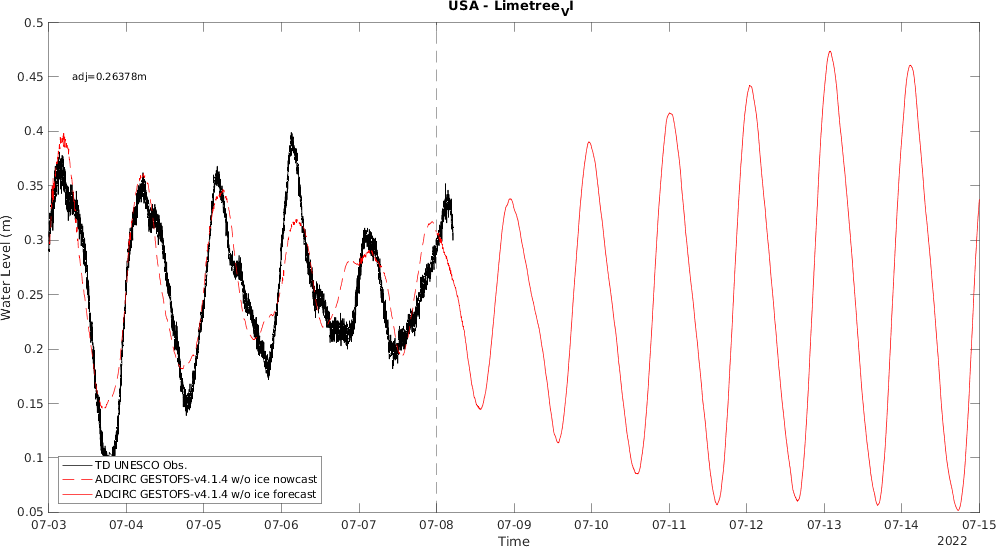 USA - LimetreeVI
0.5
0.45
0.4
0.35
0.3
0.25
0.2
0.15
0.1
0.05
Water Level (m)
adj=0.26378m
TD UNESCO Obs.
ADCIRC GESTOFS-v4.1.4 w/o ice nowcast
ADCIRC GESTOFS-v4.1.4 w/o ice forecast
07-03 07-04 07-05 07-06 07-07 07-08 07-09 07-10 07-11 07-12 07-13 07-14 07-15
Time
2022